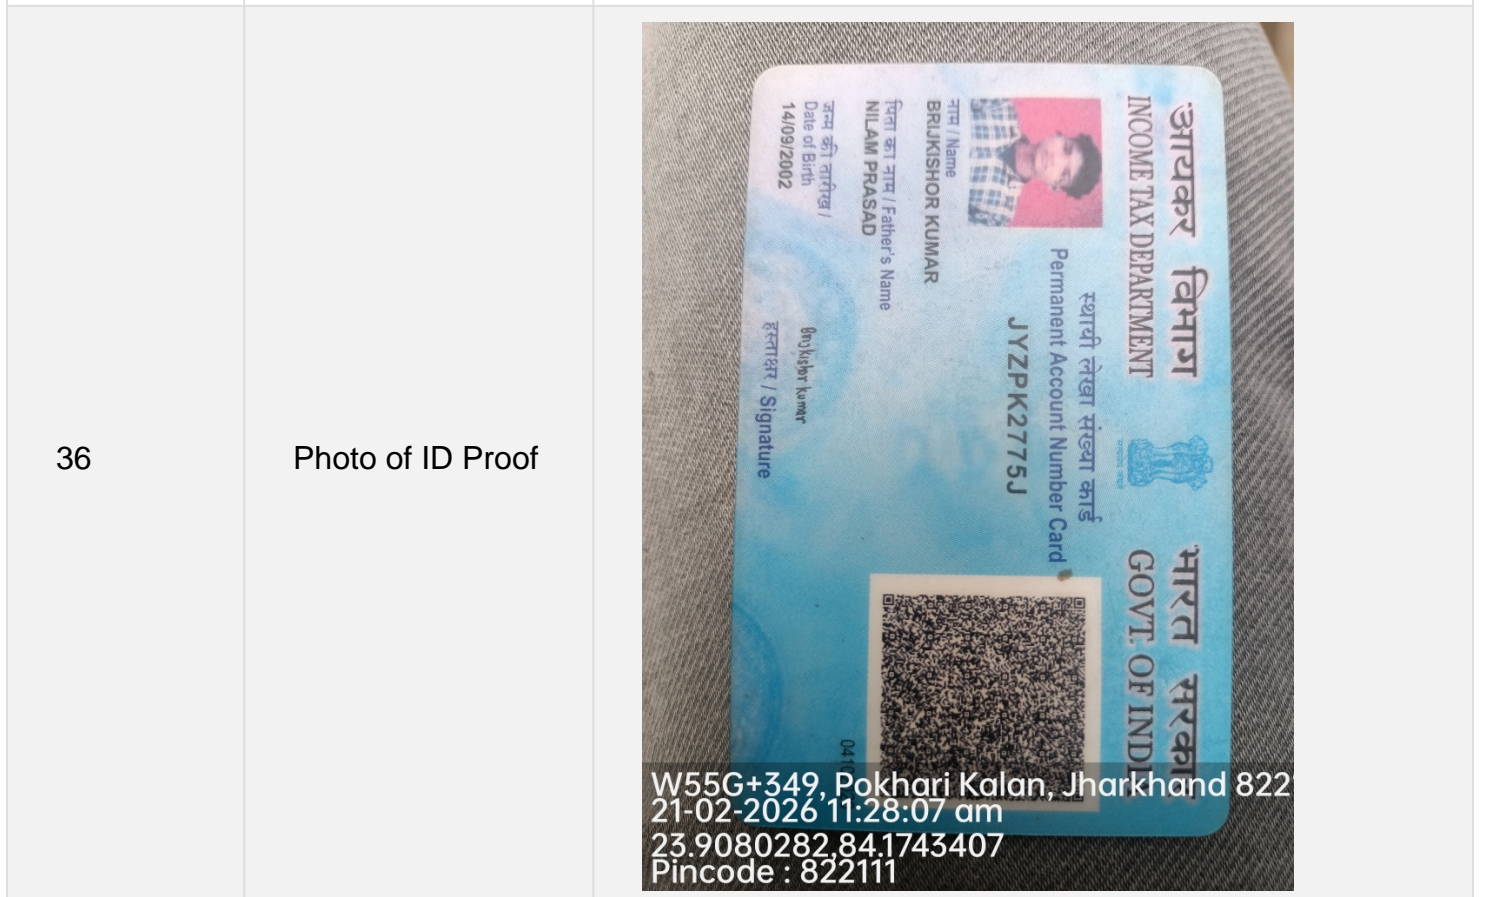 36
Photo of ID Proof
आयकर विभाग
INCOME TAX DEPARTMENT
भारत सरकार
GOVT. OF INDIA
स्थायी लेखा संख्या कार्ड
Permanent Account Number Card
JYZPK2775J
नाम / Name
BRIJKISHOR KUMAR
पिता का नाम / Father's Name
NILAM PRASAD
जन्म की तारीख /
Date of Birth
14/09/2002
Brijkishor kumar
हस्ताक्षर / Signature
W55G+349, Pokhari Kalan, Jharkhand 822
21-02-2026 11:28:07 am
23.9080282,84.1743407
Pincode : 822111